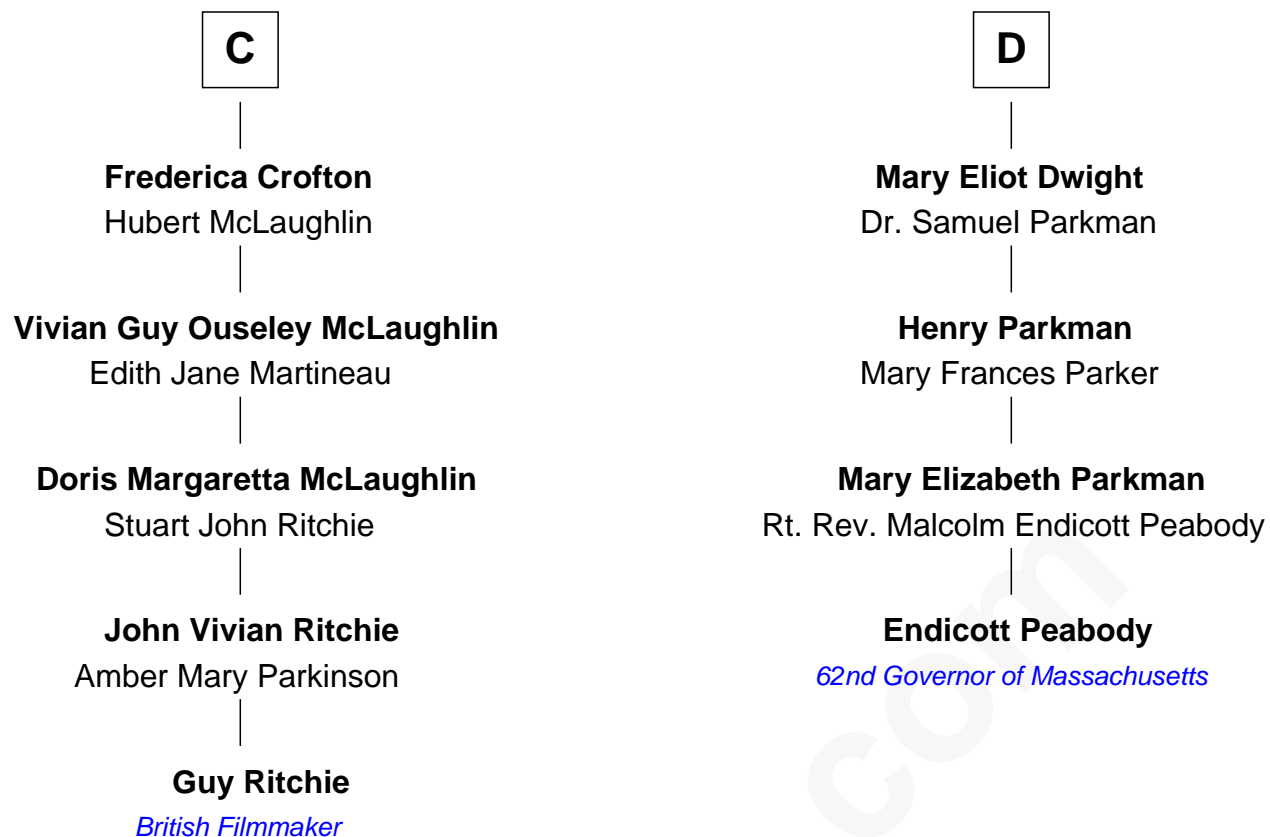 C
Frederica Crofton
Hubert McLaughlin
Vivian Guy Ouseley McLaughlin
Edith Jane Martineau
Doris Margaretta McLaughlin
Stuart John Ritchie
John Vivian Ritchie
Amber Mary Parkinson
Guy Ritchie
British Filmmaker
D
Mary Eliot Dwight
Dr. Samuel Parkman
Henry Parkman
Mary Frances Parker
Mary Elizabeth Parkman
Rt. Rev. Malcolm Endicott Peabody
Endicott Peabody
62nd Governor of Massachusetts
com